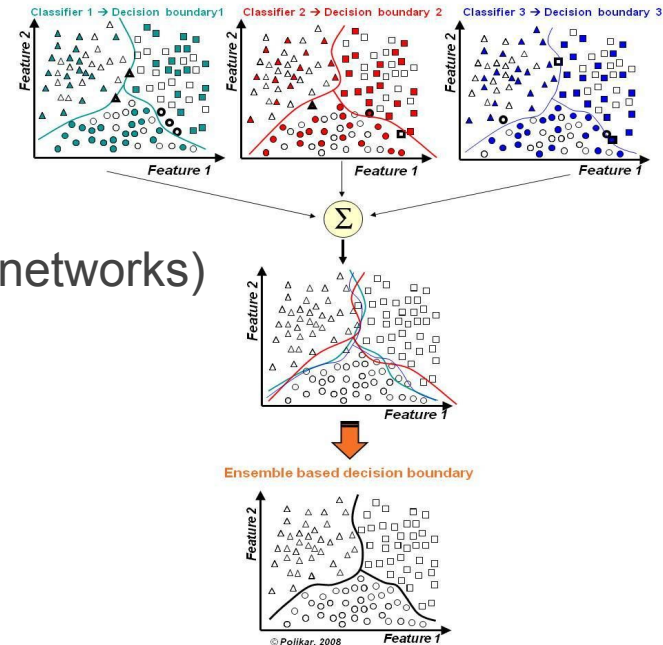 Classifier 1 → Decision boundary1
Classifier 2 → Decision boundary 2
Classifier 3 → Decision boundary 3
Feature 2
Feature 1
Feature 2
Feature 1
Feature 2
Feature 1
Σ
networks)
Feature 2
Feature 1
Ensemble based decision boundary
Feature 2
Feature 1
© Polikar, 2008